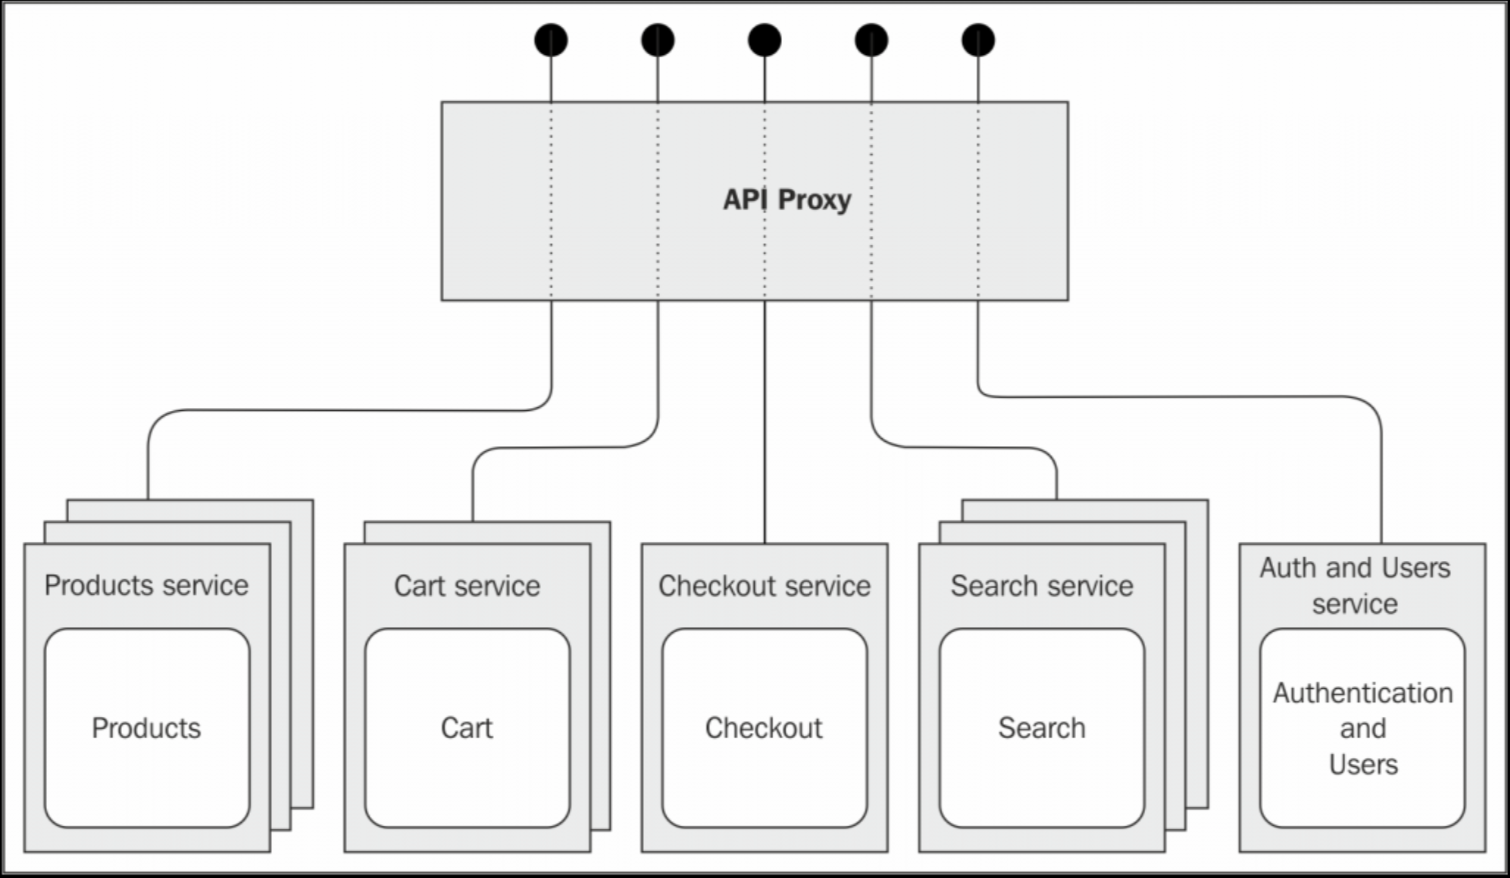 API Proxy
Products service
Cart service
Checkout service
Search service
Auth and Users
service
Products
Cart
Checkout
Search
Authentication
and
Users